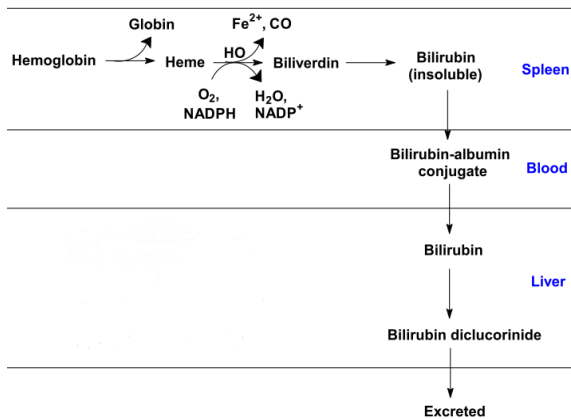 Globin
Fe2+, CO
Hemoglobin
Heme
HO
Biliverdin
Bilirubin
(insoluble)
Spleen
O2,
NADPH
H2O,
NADP+
Bilirubin-albumin
conjugate
Blood
Bilirubin
Liver
Bilirubin diclucorinide
Excreted